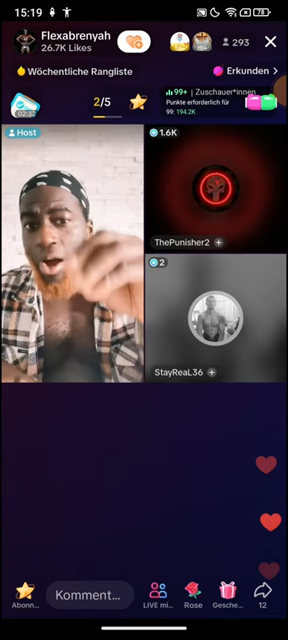 15:19
78
Flexabrenyah
26.7K Likes
293
Wöchentliche Rangliste
Erkunden >
02:32
2/5
99+ | Zuschauer*innen
Punkte erforderlich für
99: 194.2K
Host
1.6K
ThePunisher2 +
2
StayReaL36 +
Abonn...
Komment...
LIVE mi...
Rose
Gesche...
12